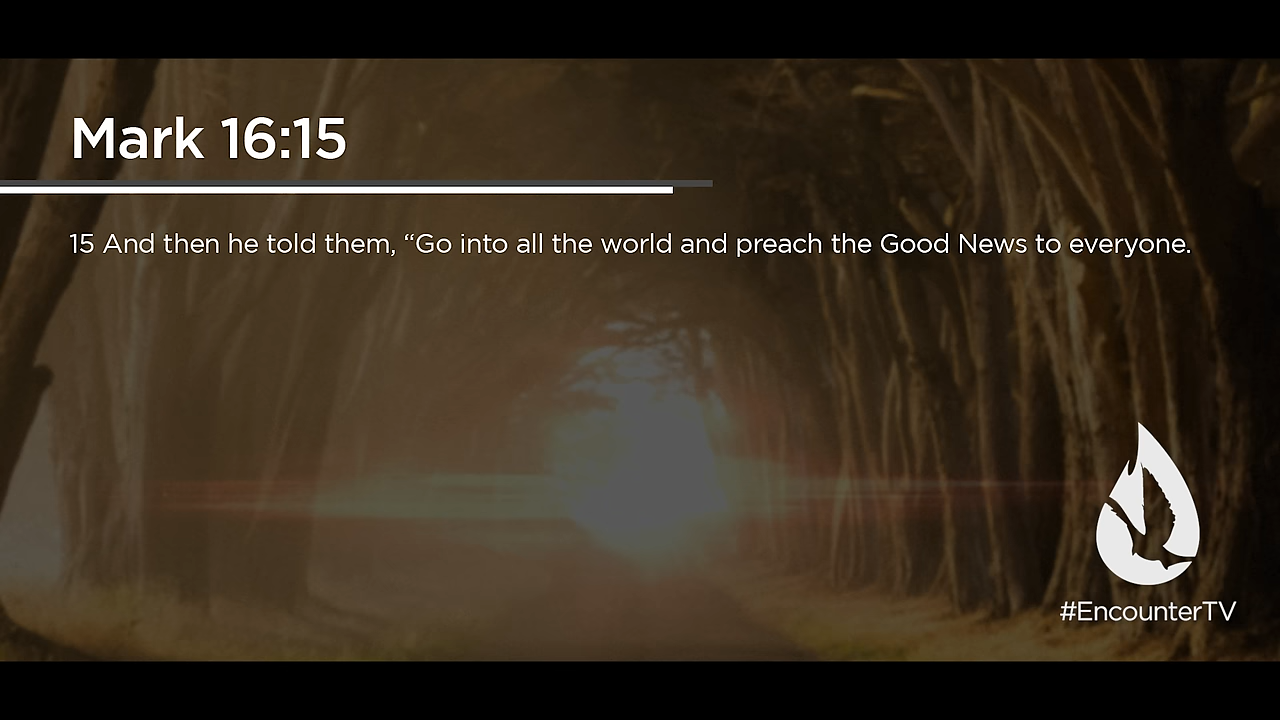 Mark 16:15
15 And then he told them, “Go into all the world and preach the Good News to everyone.
#EncounterTV